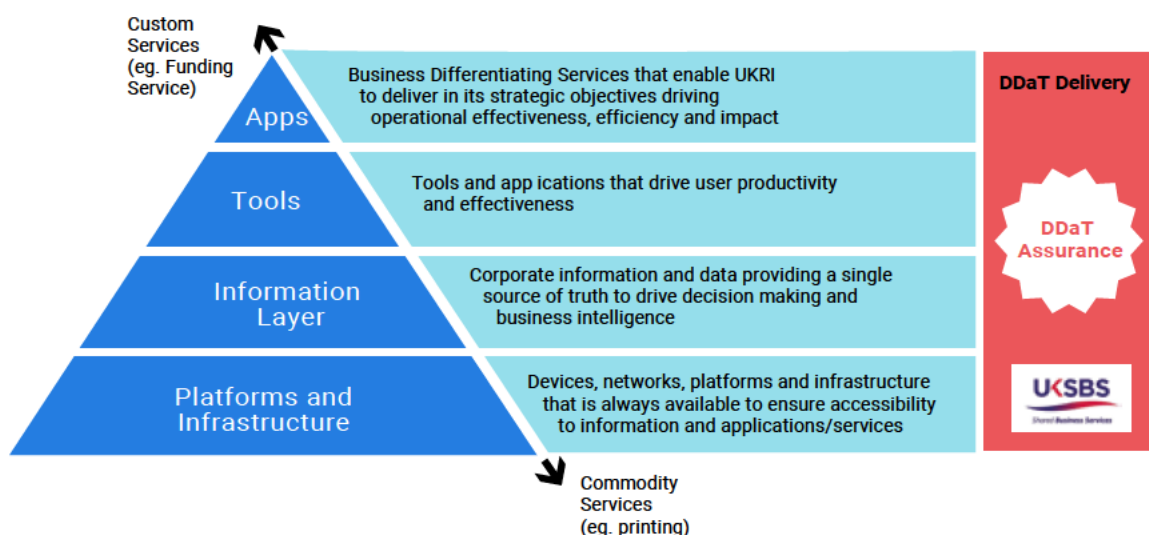 Custom
Services
(eg. Funding
Service)
Apps
Business Differentiating Services that enable UKRI
to deliver in its strategic objectives driving
operational effectiveness, efficiency and impact
DDaT Delivery
Tools
Tools and app ications that drive user productivity
and effectiveness
DDaT
Assurance
Information
Layer
Corporate information and data providing a single
source of truth to drive decision making and
business intelligence
Platforms and
Infrastructure
Devices, networks, platforms and infrastructure
that is always available to ensure accessibility
to information and applications/services
UKSBS
Shared Business Services
Commodity
Services
(eg. printing)